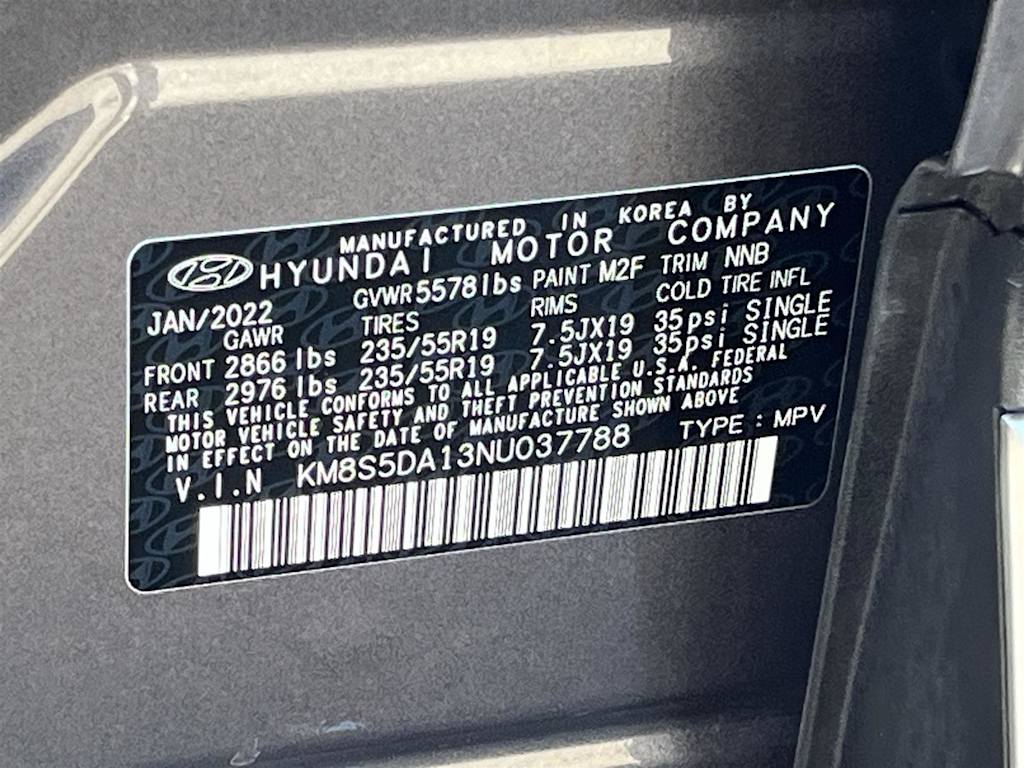 MANUFACTURED IN KOREA BY
HYUNDAI MOTOR COMPANY
JAN/2022 GVWR 5578lbs PAINT M2F TRIM NNB
GAWR TIRES RIMS COLD TIRE INFL
FRONT 2866 lbs 235/55R19 7.5JX19 35psi SINGLE
REAR 2976 lbs 235/55R19 7.5JX19 35psi SINGLE
THIS VEHICLE CONFORMS TO ALL APPLICABLE U.S.A. FEDERAL
MOTOR VEHICLE SAFETY AND THEFT PREVENTION STANDARDS
IN EFFECT ON THE DATE OF MANUFACTURE SHOWN ABOVE
V.I.N KM8S5DA13NU037788 TYPE : MPV